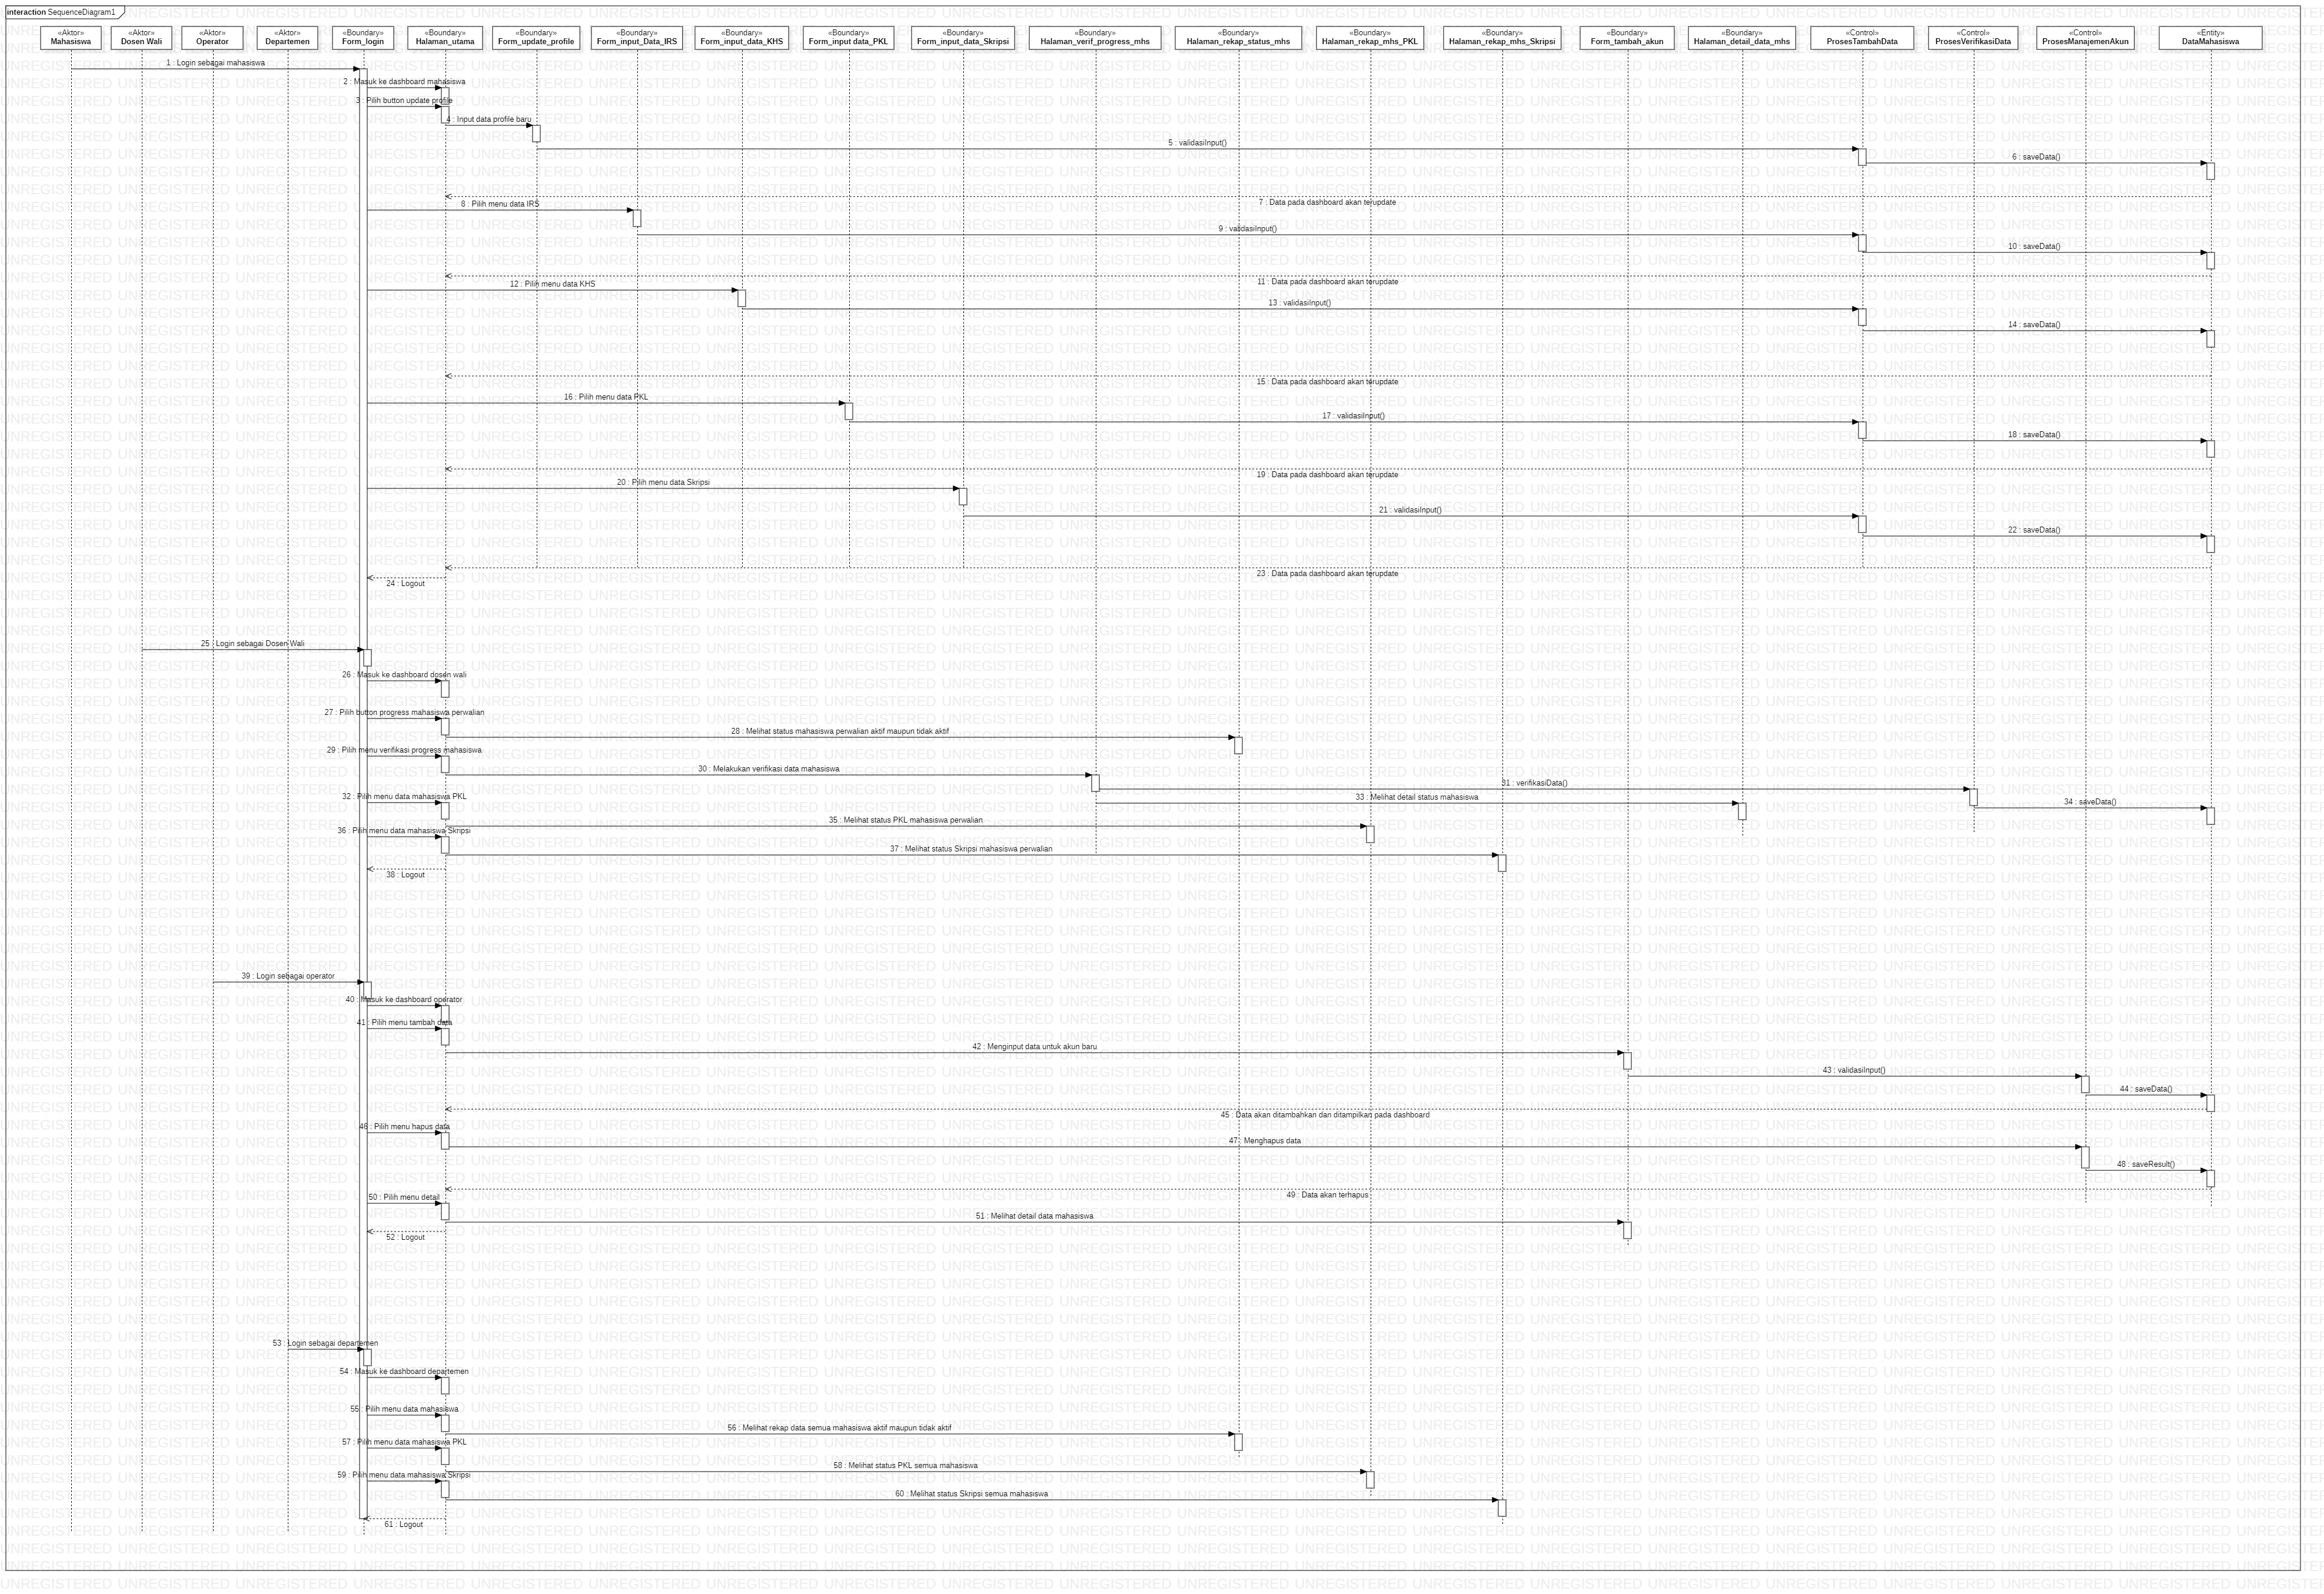 interaction SequenceDiagram1
«Aktor»
Mahasiswa
«Aktor»
Dosen Wali
«Aktor»
Operator
«Aktor»
Departemen
«Boundary»
Form_login
«Boundary»
Halaman_utama
«Boundary»
Form_update_profile
«Boundary»
Form_input_Data_IRS
«Boundary»
Form_input_data_KHS
«Boundary»
Form_input data_PKL
«Boundary»
Form_input_data_Skripsi
«Boundary»
Halaman_verif_progress_mhs
«Boundary»
Halaman_rekap_status_mhs
«Boundary»
Halaman_rekap_mhs_PKL
«Boundary»
Halaman_rekap_mhs_Skripsi
«Boundary»
Form_tambah_akun
«Boundary»
Halaman_detail_data_mhs
«Control»
ProsesTambahData
«Control»
ProsesVerifikasiData
«Control»
ProsesManajemenAkun
«Entity»
DataMahasiswa
1 : Login sebagai mahasiswa
2 : Masuk ke dashboard mahasiswa
3 : Pilih button update profile
4 : Input data profile baru
5 : validasiInput()
6 : saveData()
7 : Data pada dashboard akan terupdate
8 : Pilih menu data IRS
9 : validasiInput()
10 : saveData()
11 : Data pada dashboard akan terupdate
12 : Pilih menu data KHS
13 : validasiInput()
14 : saveData()
15 : Data pada dashboard akan terupdate
16 : Pilih menu data PKL
17 : validasiInput()
18 : saveData()
19 : Data pada dashboard akan terupdate
20 : Pilih menu data Skripsi
21 : validasiInput()
22 : saveData()
23 : Data pada dashboard akan terupdate
24 : Logout
25 : Login sebagai Dosen Wali
26 : Masuk ke dashboard dosen wali
27 : Pilih button progress mahasiswa perwalian
28 : Melihat status mahasiswa perwalian aktif maupun tidak aktif
29 : Pilih menu verifikasi progress mahasiswa
30 : Melakukan verifikasi data mahasiswa
31 : verifikasiData()
32 : Pilih menu data mahasiswa PKL
33 : Melihat detail status mahasiswa
34 : saveData()
35 : Melihat status PKL mahasiswa perwalian
36 : Pilih menu data mahasiswa Skripsi
37 : Melihat status Skripsi mahasiswa perwalian
38 : Logout
39 : Login sebagai operator
40 : Masuk ke dashboard operator
41 : Pilih menu tambah data
42 : Menginput data untuk akun baru
43 : validasiInput()
44 : saveData()
45 : Data akan ditambahkan dan ditampilkan pada dashboard
46 : Pilih menu hapus data
47 : Menghapus data
48 : saveResult()
49 : Data akan terhapus
50 : Pilih menu detail
51 : Melihat detail data mahasiswa
52 : Logout
53 : Login sebagai departemen
54 : Masuk ke dashboard departemen
55 : Pilih menu data mahasiswa
56 : Melihat rekap data semua mahasiswa aktif maupun tidak aktif
57 : Pilih menu data mahasiswa PKL
58 : Melihat status PKL semua mahasiswa
59 : Pilih menu data mahasiswa Skripsi
60 : Melihat status Skripsi semua mahasiswa
61 : Logout
UNREGISTERED